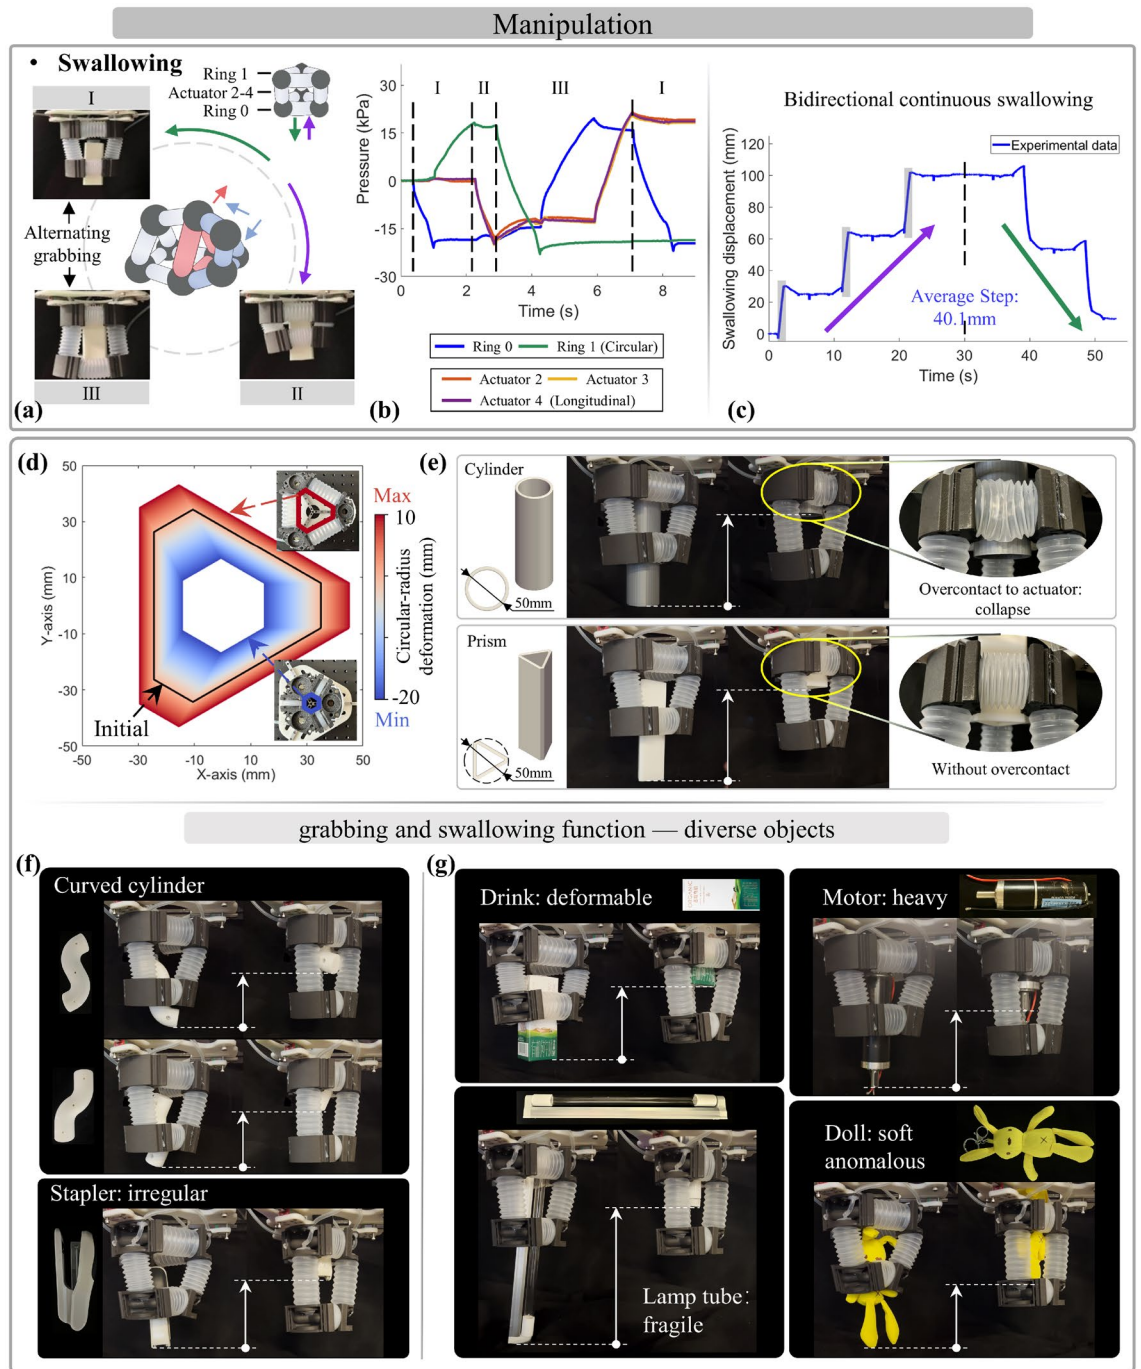 Manipulation
• Swallowing
Ring 1
Actuator 2-4
Ring 0
I
Alternating
grabbing
III
II
(a)
I
II
III
I
Pressure (kPa)
30
15
0
-15
-30
0
2
4
6
8
Time (s)
Ring 0
Ring 1 (Circular)
Actuator 2
Actuator 3
Actuator 4 (Longitudinal)
(b)
Bidirectional continuous swallowing
Experimental data
Swallowing displacement (mm)
120
100
80
60
40
20
0
Average Step:
40.1mm
0
10
20
30
40
50
Time (s)
(c)
(d)
50
30
10
-10
-30
-50
Y-axis (mm)
-50
-30
-10
10
30
50
X-axis (mm)
Initial
Max
10
Circular-radius
deformation (mm)
-20
Min
(e)
Cylinder
50mm
Overcontact to actuator:
collapse
Prism
50mm
Without overcontact
grabbing and swallowing function — diverse objects
(f)
Curved cylinder
Stapler: irregular
(g)
Drink: deformable
Motor: heavy
Lamp tube:
fragile
Doll: soft
anomalous